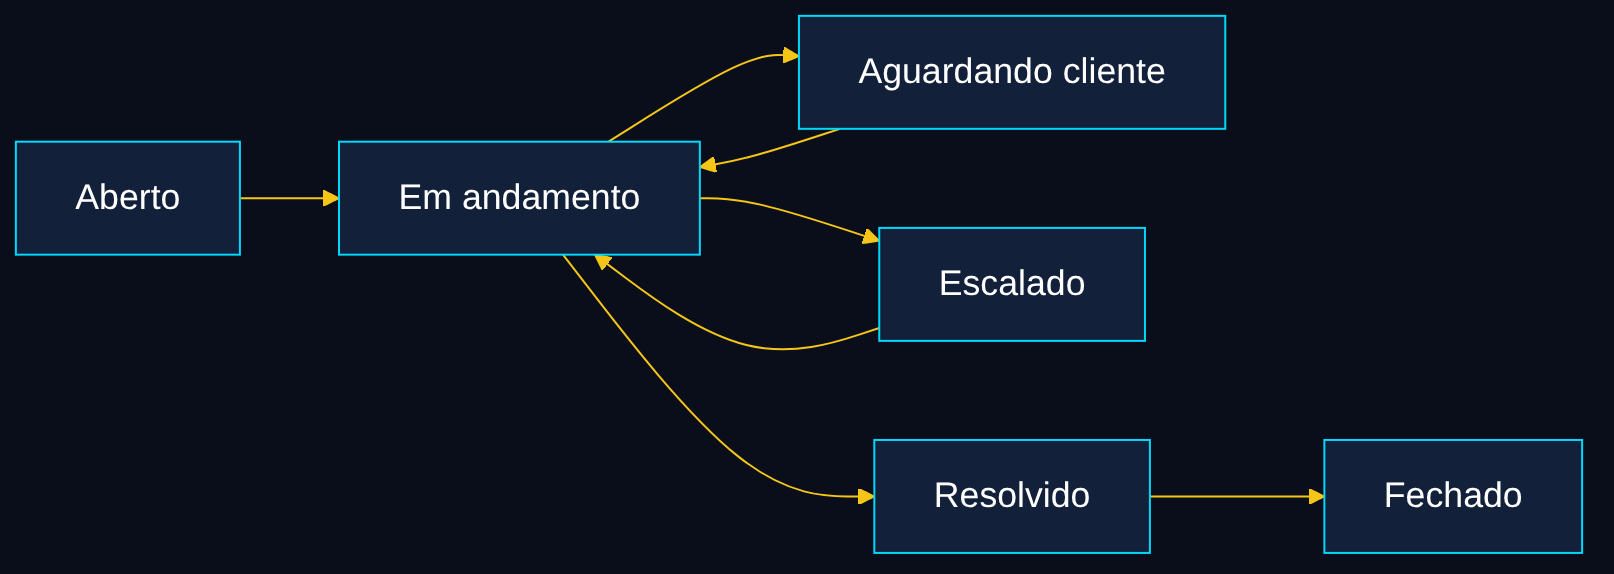 Aberto
Em andamento
Aguardando cliente
Escalado
Resolvido
Fechado